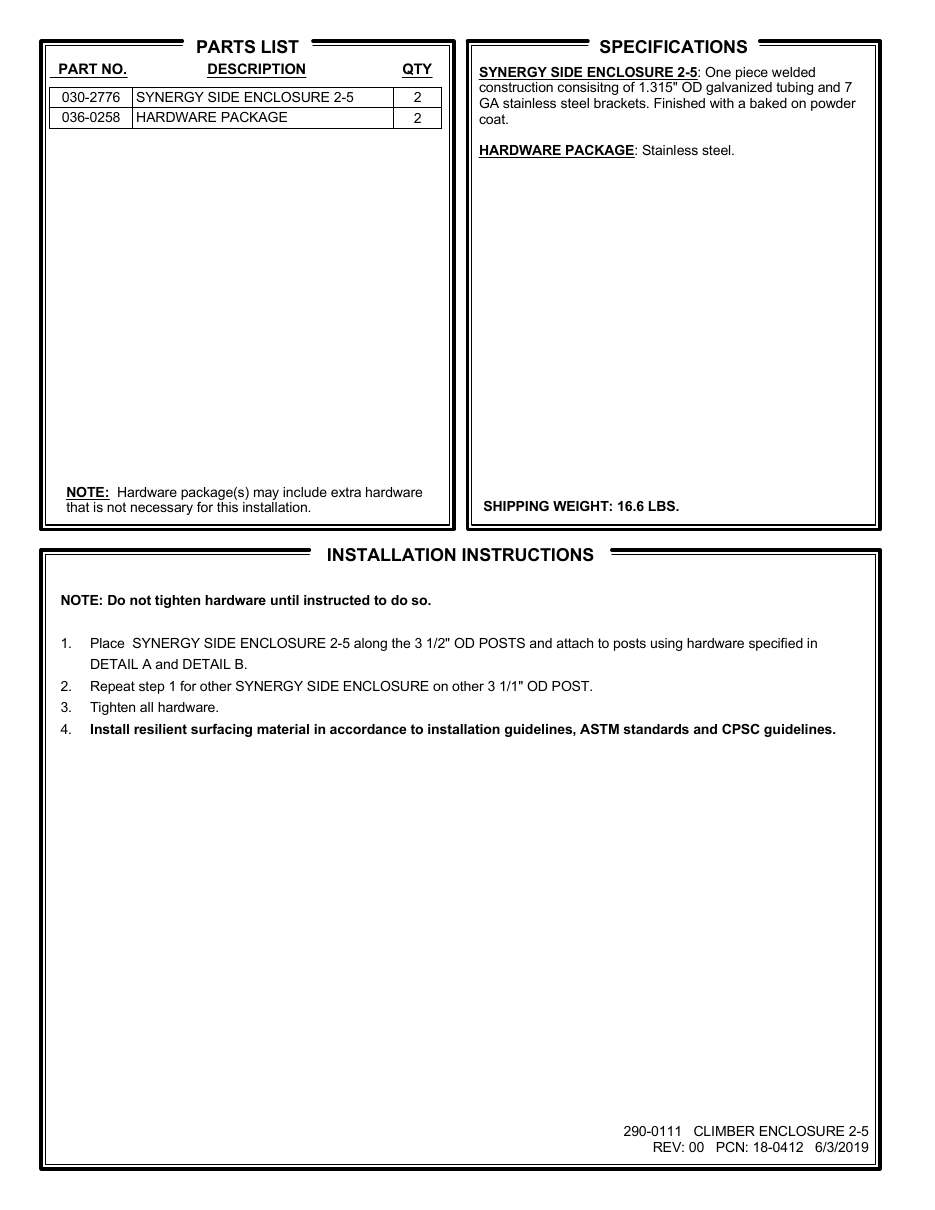 PARTS LIST
PART NO. DESCRIPTION QTY
030-2776 SYNERGY SIDE ENCLOSURE 2-5 2
036-0258 HARDWARE PACKAGE 2
NOTE: Hardware package(s) may include extra hardware
that is not necessary for this installation.
SPECIFICATIONS
SYNERGY SIDE ENCLOSURE 2-5: One piece welded
construction consisitng of 1.315" OD galvanized tubing and 7
GA stainless steel brackets. Finished with a baked on powder
coat.
HARDWARE PACKAGE: Stainless steel.
SHIPPING WEIGHT: 16.6 LBS.
INSTALLATION INSTRUCTIONS
NOTE: Do not tighten hardware until instructed to do so.
1. Place SYNERGY SIDE ENCLOSURE 2-5 along the 3 1/2" OD POSTS and attach to posts using hardware specified in
DETAIL A and DETAIL B.
2. Repeat step 1 for other SYNERGY SIDE ENCLOSURE on other 3 1/1" OD POST.
3. Tighten all hardware.
4. Install resilient surfacing material in accordance to installation guidelines, ASTM standards and CPSC guidelines.
290-0111 CLIMBER ENCLOSURE 2-5
REV: 00 PCN: 18-0412 6/3/2019